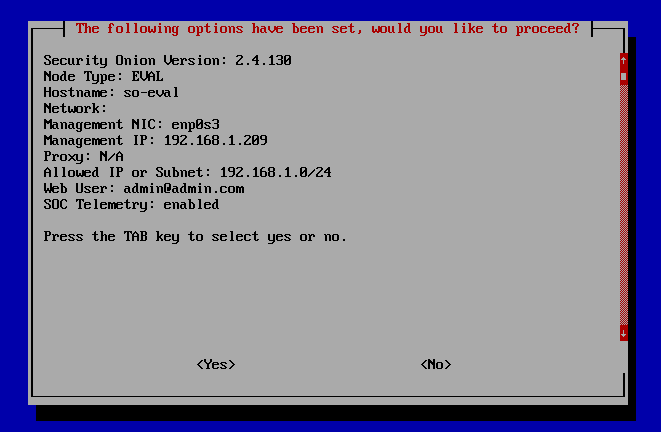 The following options have been set, would you like to proceed?
Security Onion Version: 2.4.130
Node Type: EVAL
Hostname: so-eval
Network:
Management NIC: enp0s3
Management IP: 192.168.1.209
Proxy: N/A
Allowed IP or Subnet: 192.168.1.0/24
Web User: admin@admin.com
SOC Telemetry: enabled
Press the TAB key to select yes or no.
<Yes> <No>